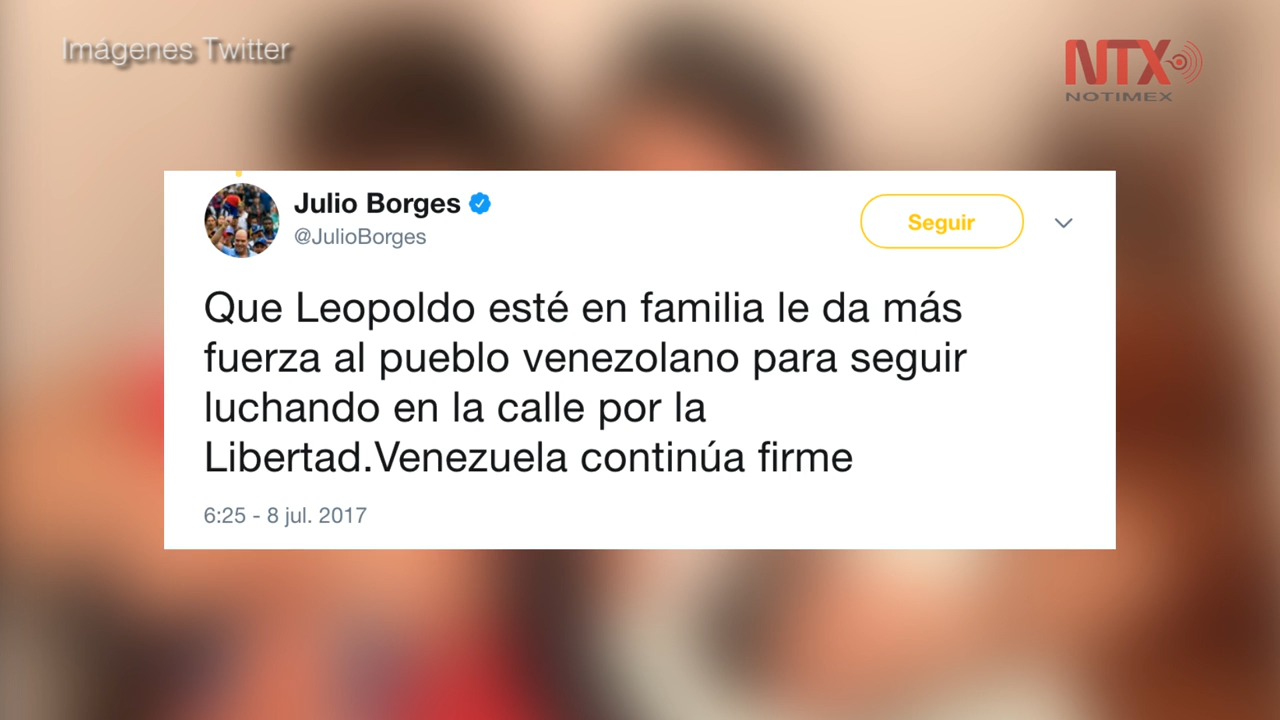 Imágenes Twitter
NTX
NOTIMEX
Julio Borges
@JulioBorges
Seguir
Que Leopoldo esté en familia le da más
fuerza al pueblo venezolano para seguir
luchando en la calle por la
Libertad.Venezuela continúa firme
6:25 - 8 jul. 2017